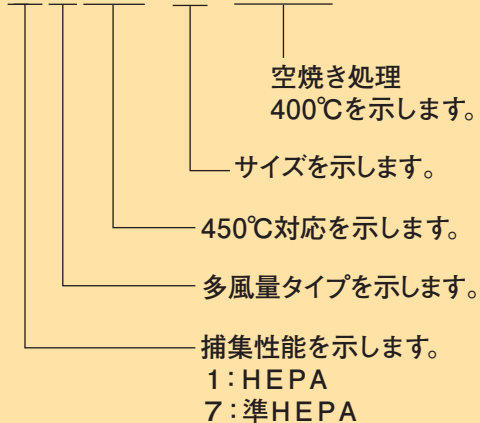 空焼き処理
400℃を示します。
サイズを示します。
450℃対応を示します。
多風量タイプを示します。
捕集性能を示します。
1：HEPA
7：準HEPA